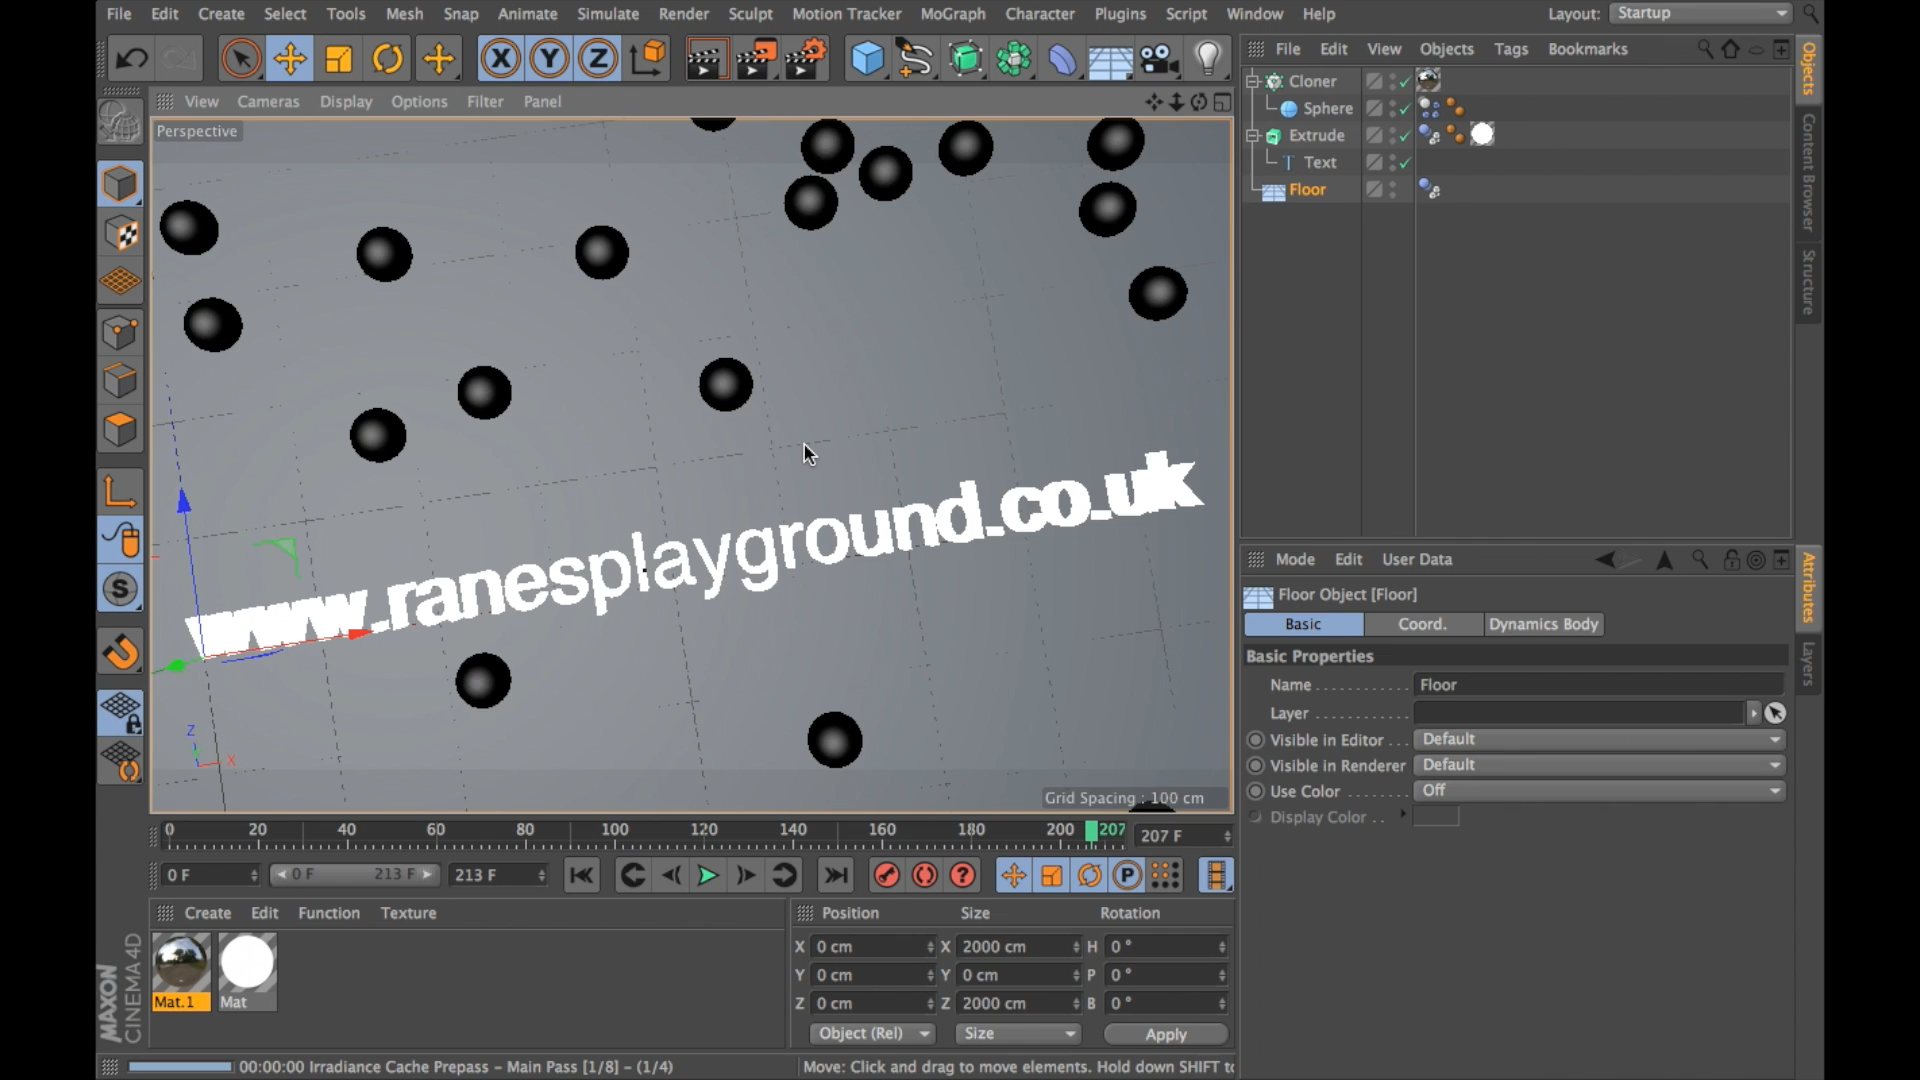 File Edit Create Select Tools Mesh Snap Animate Simulate Render Sculpt Motion Tracker MoGraph Character Plugins Script Window Help Layout: Startup
X Y Z
File Edit View Objects Tags Bookmarks
View Cameras Display Options Filter Panel
Perspective
Cloner
Sphere
Extrude
Text
Floor
Objects
Content Browser
Structure
www.ranesplayground.co.uk
Z
X
Grid Spacing : 100 cm
Mode Edit User Data
Floor Object [Floor]
Basic Coord. Dynamics Body
Basic Properties
Name Floor
Layer
Visible in Editor Default
Visible in Renderer Default
Use Color Off
Display Color
Attributes
Layers
0 20 40 60 80 100 120 140 160 180 200 207 207 F
0 F 0 F 213 F 213 F P
Create Edit Function Texture
Mat.1 Mat
MAXON
CINEMA 4D
Position Size Rotation
X 0 cm X 2000 cm H 0 °
Y 0 cm Y 0 cm P 0 °
Z 0 cm Z 2000 cm B 0 °
Object (Rel) Size Apply
00:00:00 Irradiance Cache Prepass - Main Pass [1/8] - (1/4)
Move: Click and drag to move elements. Hold down SHIFT to